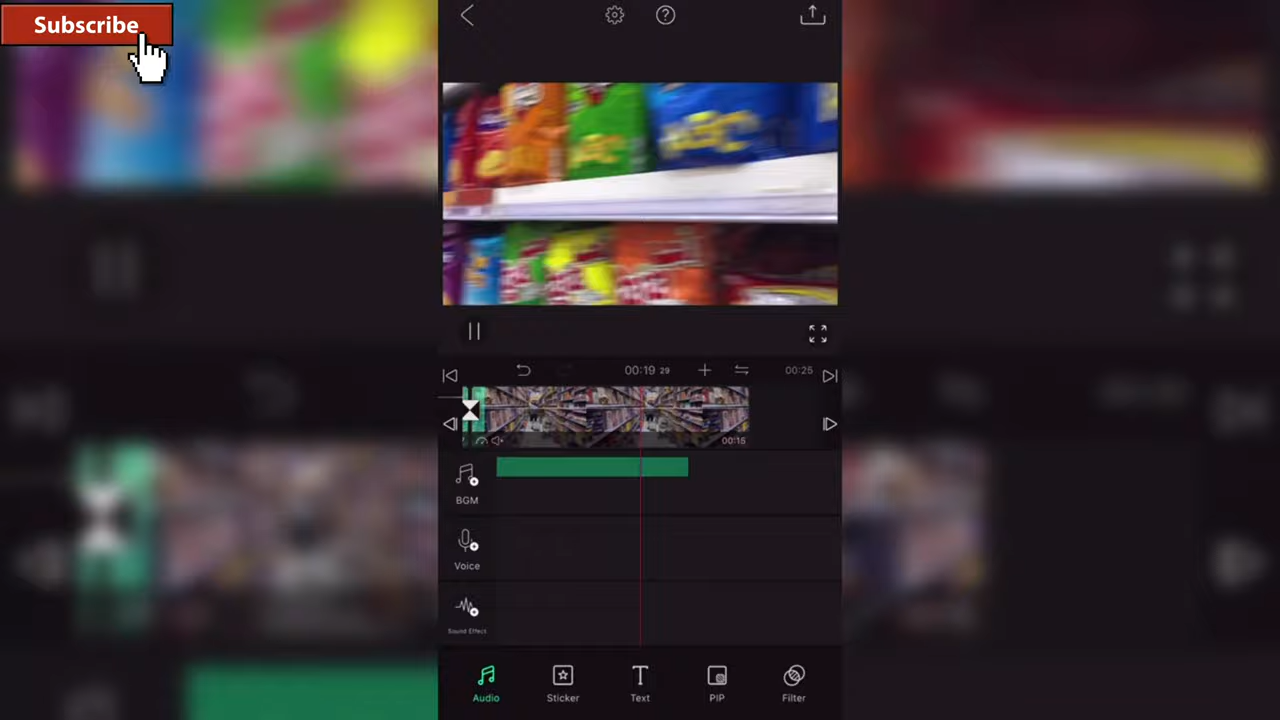 Subscribe
00:19 29
00:25
00:15
BGM
Voice
Sound Effect
Audio
Sticker
Text
PIP
Filter